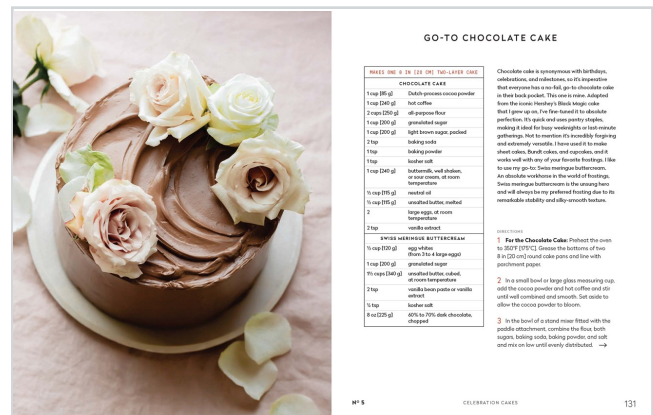 GO-TO CHOCOLATE CAKE
MAKES ONE 8 IN [20 CM] TWO-LAYER CAKE
CHOCOLATE CAKE
1 cup [85 g] Dutch-process cocoa powder
1 cup [240 g] hot coffee
2 cups [250 g] all-purpose flour
1 cup [200 g] granulated sugar
1 cup [200 g] light brown sugar, packed
2 tsp baking soda
1 tsp baking powder
1 tsp kosher salt
1 cup [240 g] buttermilk, well shaken,
or sour cream, at room
temperature
½ cup [115 g] neutral oil
½ cup [115 g] unsalted butter, melted
2 large eggs, at room
temperature
2 tsp vanilla extract
SWISS MERINGUE BUTTERCREAM
½ cup [120 g] egg whites
(from 3 to 4 large eggs)
1 cup [200 g] granulated sugar
1½ cups [340 g] unsalted butter, cubed,
at room temperature
2 tsp vanilla bean paste or vanilla
extract
½ tsp kosher salt
8 oz [225 g] 60% to 70% dark chocolate,
chopped
Chocolate cake is synonymous with birthdays,
celebrations, and milestones, so it's imperative
that everyone has a no-fail, go-to chocolate cake
in their back pocket. This one is mine. Adapted
from the iconic Hershey's Black Magic cake
that I grew up on, I've fine-tuned it to absolute
perfection. It's quick and uses pantry staples,
making it ideal for busy weeknights or last-minute
gatherings. Not to mention it's incredibly forgiving
and extremely versatile. I have used it to make
sheet cakes, Bundt cakes, and cupcakes, and it
works well with any of your favorite frostings. I like
to use my go-to: Swiss meringue buttercream.
An absolute workhorse in the world of frostings,
Swiss meringue buttercream is the unsung hero
and will always be my preferred frosting due to its
remarkable stability and silky-smooth texture.
DIRECTIONS
1 For the Chocolate Cake: Preheat the oven
to 350°F [175°C]. Grease the bottoms of two
8 in [20 cm] round cake pans and line with
parchment paper.
2 In a small bowl or large glass measuring cup,
add the cocoa powder and hot coffee and stir
until well combined and smooth. Set aside to
allow the cocoa powder to bloom.
3 In the bowl of a stand mixer fitted with the
paddle attachment, combine the flour, both
sugars, baking soda, baking powder, and salt
and mix on low until evenly distributed. →
Nº 5
CELEBRATION CAKES
131